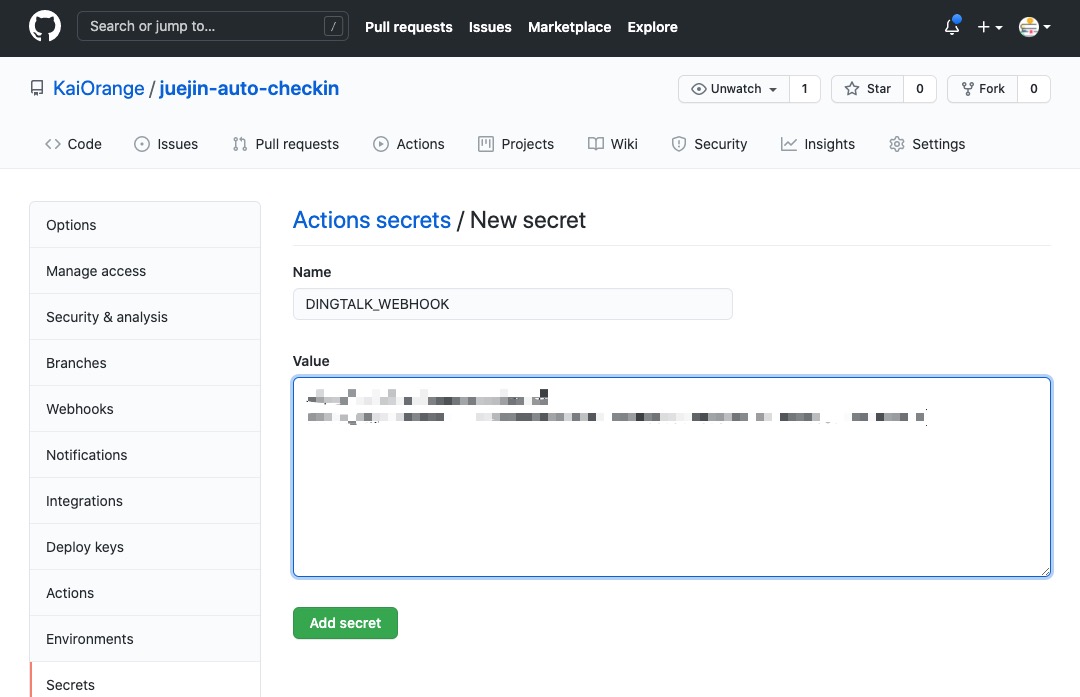 Search or jump to... /
Pull requests Issues Marketplace Explore
KaiOrange / juejin-auto-checkin
Unwatch 1 Star 0 Fork 0
Code Issues Pull requests Actions Projects Wiki Security Insights Settings
Options
Manage access
Security & analysis
Branches
Webhooks
Notifications
Integrations
Deploy keys
Actions
Environments
Secrets
Actions secrets / New secret
Name
DINGTALK_WEBHOOK
Value
Add secret